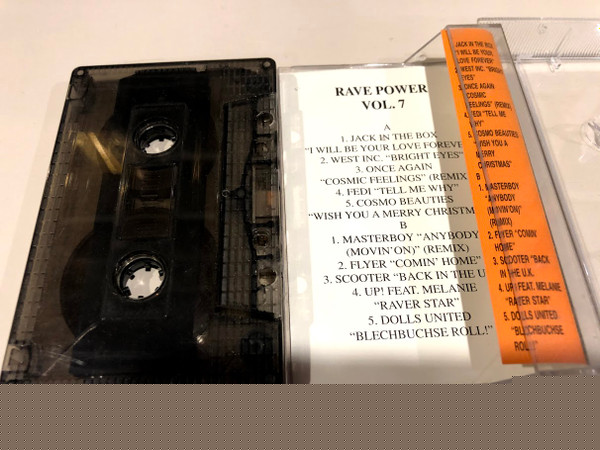 RAVE POWER
VOL. 7
A
1. JACK IN THE BOX
"I WILL BE YOUR LOVE FOREVE
2. WEST INC. "BRIGHT EYES"
3. ONCE AGAIN
"COSMIC FEELINGS" (REMIX
4. FEDI "TELL ME WHY"
5. COSMO BEAUTIES
"WISH YOU A MERRY CHRISTM
B
1. MASTERBOY "ANYBODY
(MOVIN'ON)" (REMIX)
2. FLYER "COMIN' HOME"
3. SCOOTER "BACK IN THE U
4. UP! FEAT. MELANIE
"RAVER STAR"
5. DOLLS UNITED
"BLECHBUCHSE ROLL!"
JACK IN THE BOX
"I WILL BE YOUR
LOVE FOREVER"
2. WEST INC. "BRIGHT
EYES"
3. ONCE AGAIN
"COSMIC
FEELINGS" (REMIX)
4. FEDI "TELL ME
WHY"
5. COSMO BEAUTIES
"WISH YOU A
MERRY
CHRISTMAS"
B
1. MASTERBOY
"ANYBODY
(MOVIN'ON)"
(REMIX)
2. FLYER "COMIN'
HOME"
3. SCOOTER "BACK
IN THE U.K.
4. UP! FEAT. MELANIE
"RAVER STAR"
5. DOLLS UNITED
"BLECHBUCHSE
ROLL!"